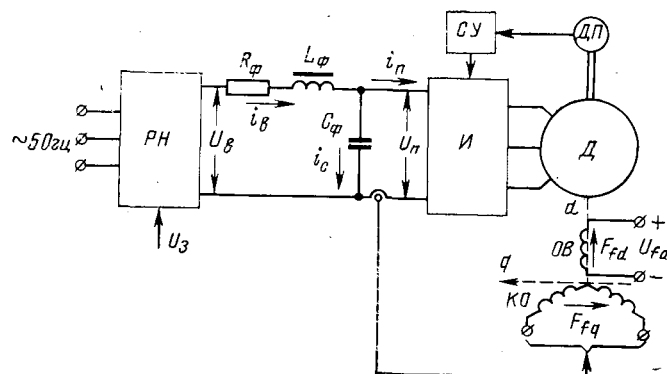 СУ
ДП
R_ф
L_ф
i_п
~50гц
РН
U_в
i_в
C_ф
i_c
U_п
И
Д
U_з
d
ОВ
F_fd
U_fd
+
−
q
КО
F_fq